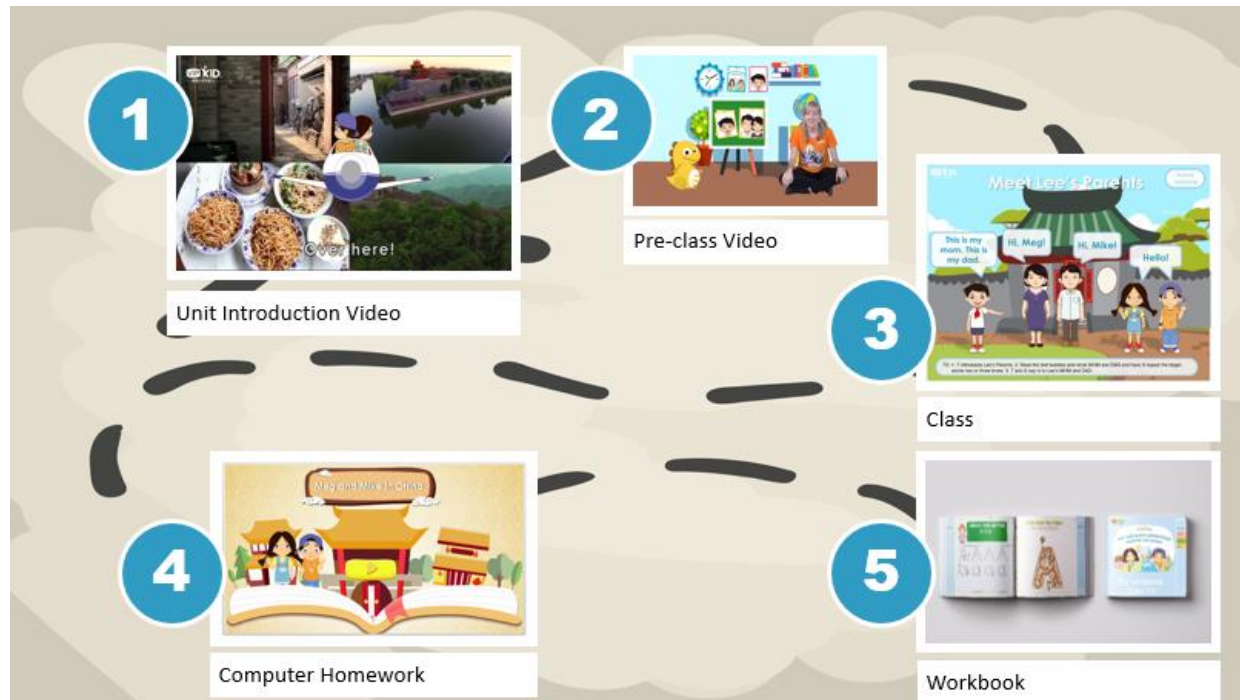 1
VIPKID
Over here!
Unit Introduction Video
2
Pre-class Video
3
Meet Lee's Parents
This is my
mom. This is
my dad.
Hi, Meg!
Hi, Mike!
Hello!
Class
4
Meg and Mike in China
Computer Homework
5
Workbook